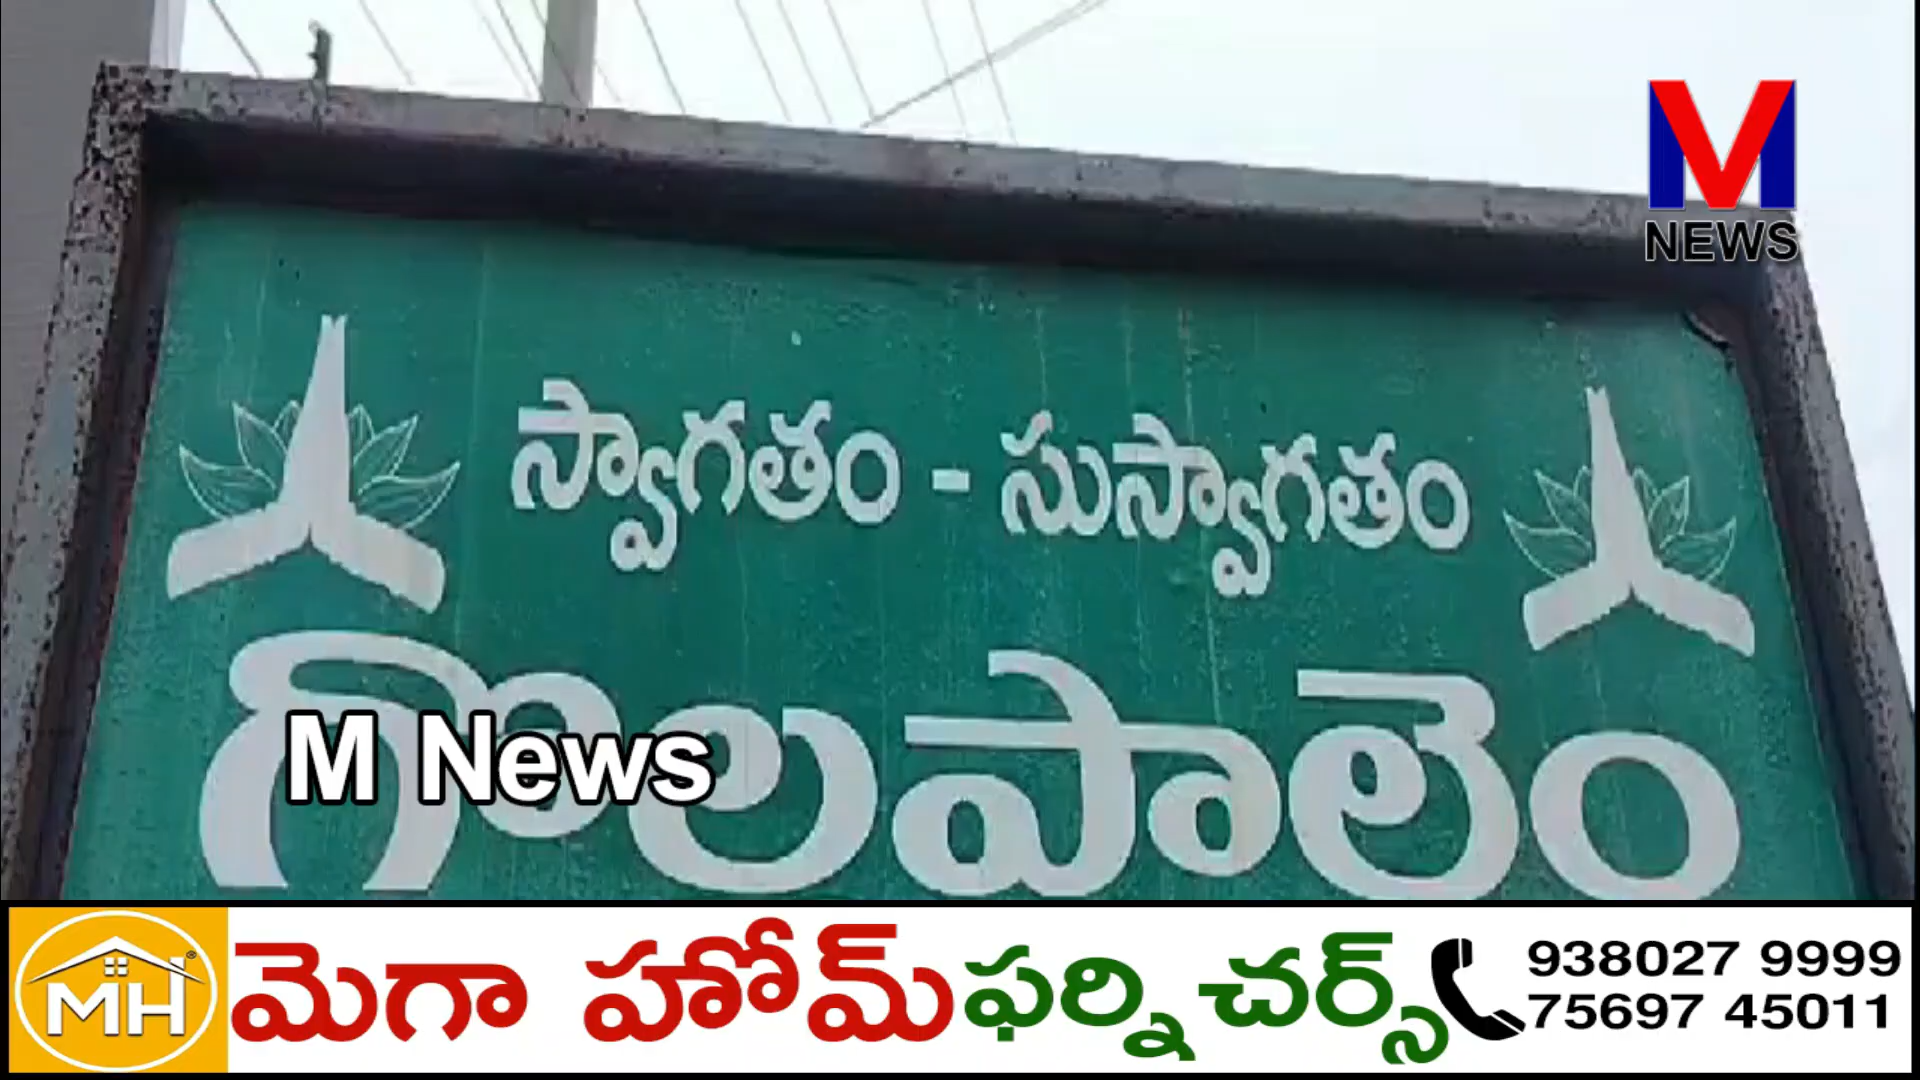 M
NEWS
స్వాగతం - సుస్వాగతం
గొలపాలెం
M News
MH
మెగా హోమ్ ఫర్నిచర్స్
938027 9999
75697 45011